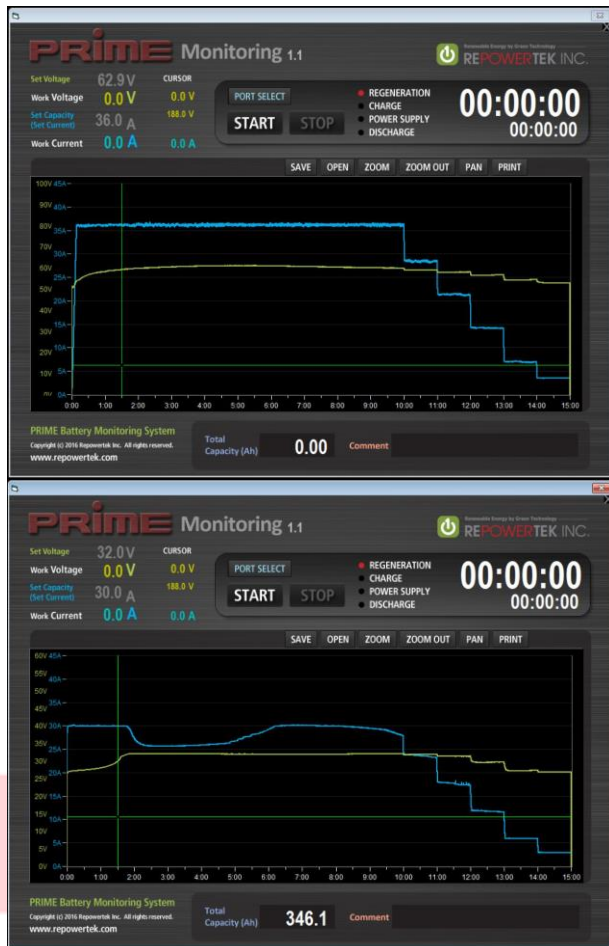 PRIME Monitoring 1.1
Renewable Energy by Green Technology
REPOWERTEK INC.
Set Voltage 62.9 V CURSOR
Work Voltage 0.0 V 0.0 V
Set Capacity (Set Current) 36.0 A 188.0 V
Work Current 0.0 A 0.0 A
PORT SELECT
START STOP
REGENERATION
CHARGE
POWER SUPPLY
DISCHARGE
00:00:00
00:00:00
SAVE OPEN ZOOM ZOOM OUT PAN PRINT
100V 45A
90V 40A
80V 35A
70V
60V 30A
50V 25A
40V 20A
30V 15A
20V 10A
10V 5A
0V 0A
0:00 1:00 2:00 3:00 4:00 5:00 6:00 7:00 8:00 9:00 10:00 11:00 12:00 13:00 14:00 15:00
PRIME Battery Monitoring System
Copyright (c) 2016 Repowertek Inc. All rights reserved.
www.repowertek.com
Total Capacity (Ah) 0.00 Comment
PRIME Monitoring 1.1
Renewable Energy by Green Technology
REPOWERTEK INC.
Set Voltage 32.0 V CURSOR
Work Voltage 0.0 V 0.0 V
Set Capacity (Set Current) 30.0 A 188.0 V
Work Current 0.0 A 0.0 A
PORT SELECT
START STOP
REGENERATION
CHARGE
POWER SUPPLY
DISCHARGE
00:00:00
00:00:00
SAVE OPEN ZOOM ZOOM OUT PAN PRINT
60V 45A
55V 40A
50V
45V 35A
40V 30A
35V 25A
30V
25V
20V 15A
15V 10A
10V 5A
5V
0V 0A
0:00 1:00 2:00 3:00 4:00 5:00 6:00 7:00 8:00 9:00 10:00 11:00 12:00 13:00 14:00 15:00
PRIME Battery Monitoring System
Copyright (c) 2016 Repowertek Inc. All rights reserved.
www.repowertek.com
Total Capacity (Ah) 346.1 Comment